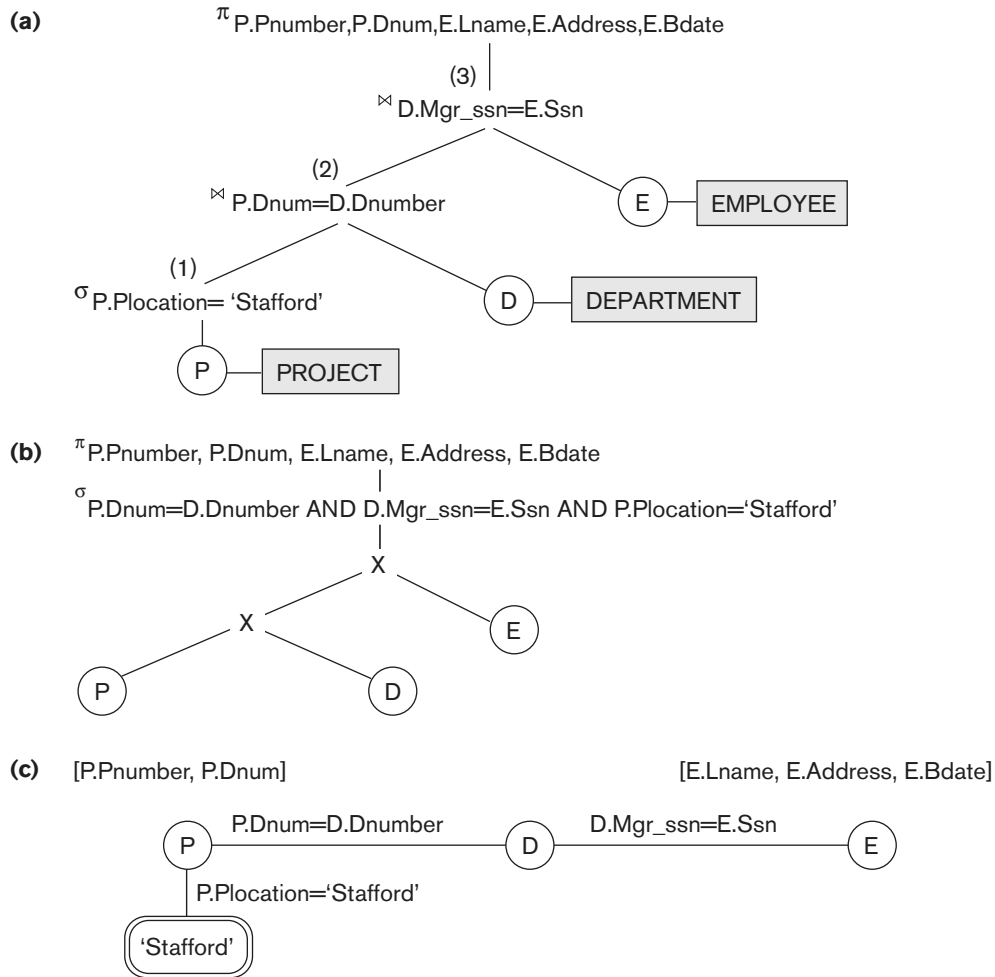 (a)
π P.Pnumber,P.Dnum,E.Lname,E.Address,E.Bdate
(3)
⋈ D.Mgr_ssn=E.Ssn
(2)
⋈ P.Dnum=D.Dnumber
E
EMPLOYEE
(1)
σ P.Plocation= ‘Stafford’
D
DEPARTMENT
P
PROJECT
(b)
π P.Pnumber, P.Dnum, E.Lname, E.Address, E.Bdate
σ P.Dnum=D.Dnumber AND D.Mgr_ssn=E.Ssn AND P.Plocation=‘Stafford’
X
X
E
P
D
(c)
[P.Pnumber, P.Dnum]
[E.Lname, E.Address, E.Bdate]
P.Dnum=D.Dnumber
D.Mgr_ssn=E.Ssn
P
D
E
P.Plocation=‘Stafford’
‘Stafford’